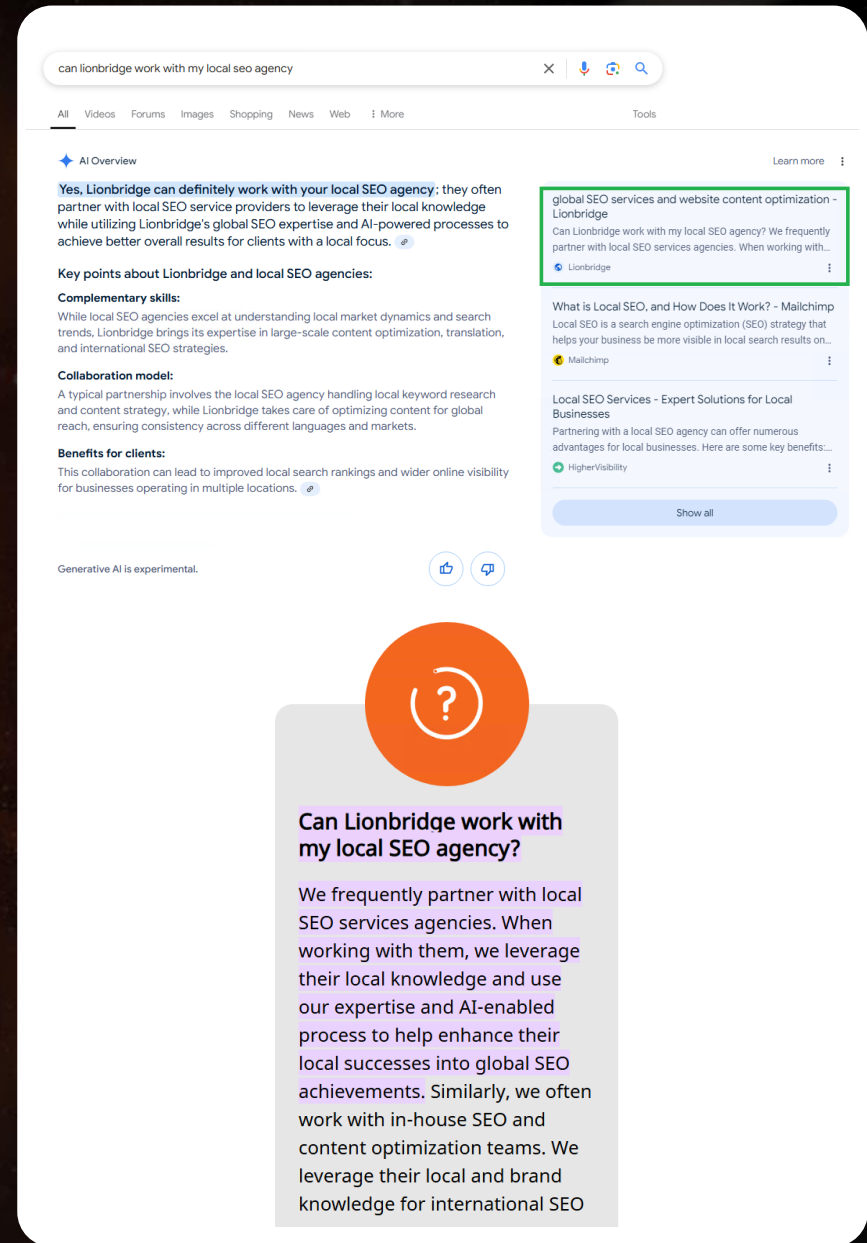 can lionbridge work with my local seo agency
All Videos Forums Images Shopping News Web More Tools
AI Overview
Learn more
Yes, Lionbridge can definitely work with your local SEO agency; they often
partner with local SEO service providers to leverage their local knowledge
while utilizing Lionbridge's global SEO expertise and AI-powered processes to
achieve better overall results for clients with a local focus.
Key points about Lionbridge and local SEO agencies:
Complementary skills:
While local SEO agencies excel at understanding local market dynamics and search
trends, Lionbridge brings its expertise in large-scale content optimization, translation,
and international SEO strategies.
Collaboration model:
A typical partnership involves the local SEO agency handling local keyword research
and content strategy, while Lionbridge takes care of optimizing content for global
reach, ensuring consistency across different languages and markets.
Benefits for clients:
This collaboration can lead to improved local search rankings and wider online visibility
for businesses operating in multiple locations.
Generative AI is experimental.
global SEO services and website content optimization -
Lionbridge
Can Lionbridge work with my local SEO agency? We frequently
partner with local SEO services agencies. When working with...
Lionbridge
What is Local SEO, and How Does It Work? - Mailchimp
Local SEO is a search engine optimization (SEO) strategy that
helps your business be more visible in local search results on...
Mailchimp
Local SEO Services - Expert Solutions for Local
Businesses
Partnering with a local SEO agency can offer numerous
advantages for local businesses. Here are some key benefits:...
HigherVisibility
Show all
?
Can Lionbridge work with
my local SEO agency?
We frequently partner with local
SEO services agencies. When
working with them, we leverage
their local knowledge and use
our expertise and AI-enabled
process to help enhance their
local successes into global SEO
achievements. Similarly, we often
work with in-house SEO and
content optimization teams. We
leverage their local and brand
knowledge for international SEO